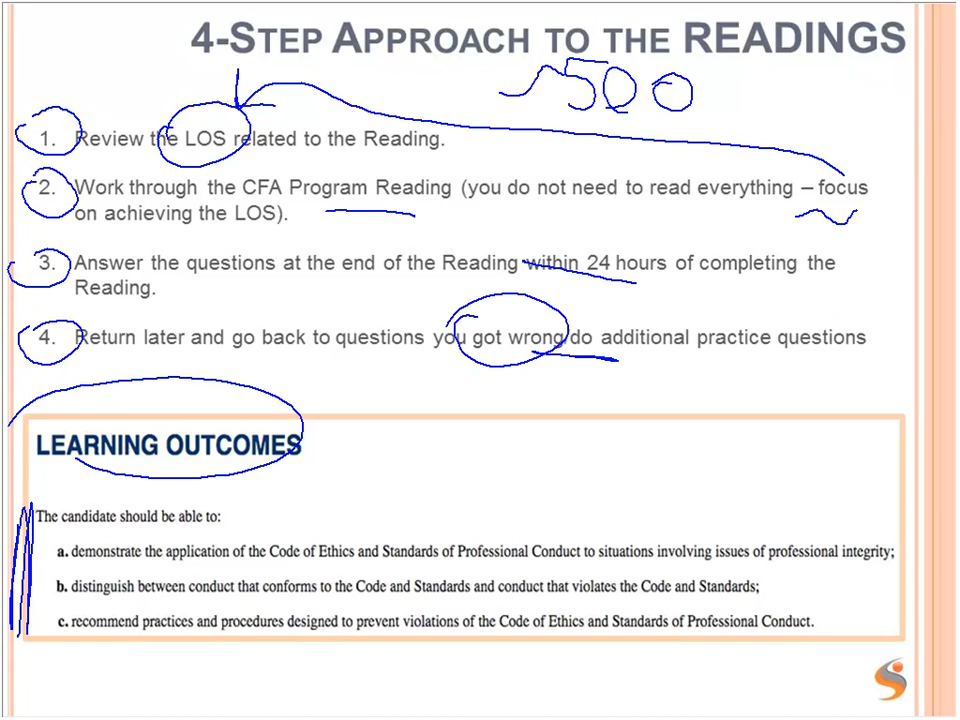 4-STEP APPROACH TO THE READINGS
~500
1. Review the LOS related to the Reading.
2. Work through the CFA Program Reading (you do not need to read everything – focus
on achieving the LOS).
3. Answer the questions at the end of the Reading within 24 hours of completing the
Reading.
4. Return later and go back to questions you got wrong/do additional practice questions
LEARNING OUTCOMES
The candidate should be able to:
a. demonstrate the application of the Code of Ethics and Standards of Professional Conduct to situations involving issues of professional integrity;
b. distinguish between conduct that conforms to the Code and Standards and conduct that violates the Code and Standards;
c. recommend practices and procedures designed to prevent violations of the Code of Ethics and Standards of Professional Conduct.